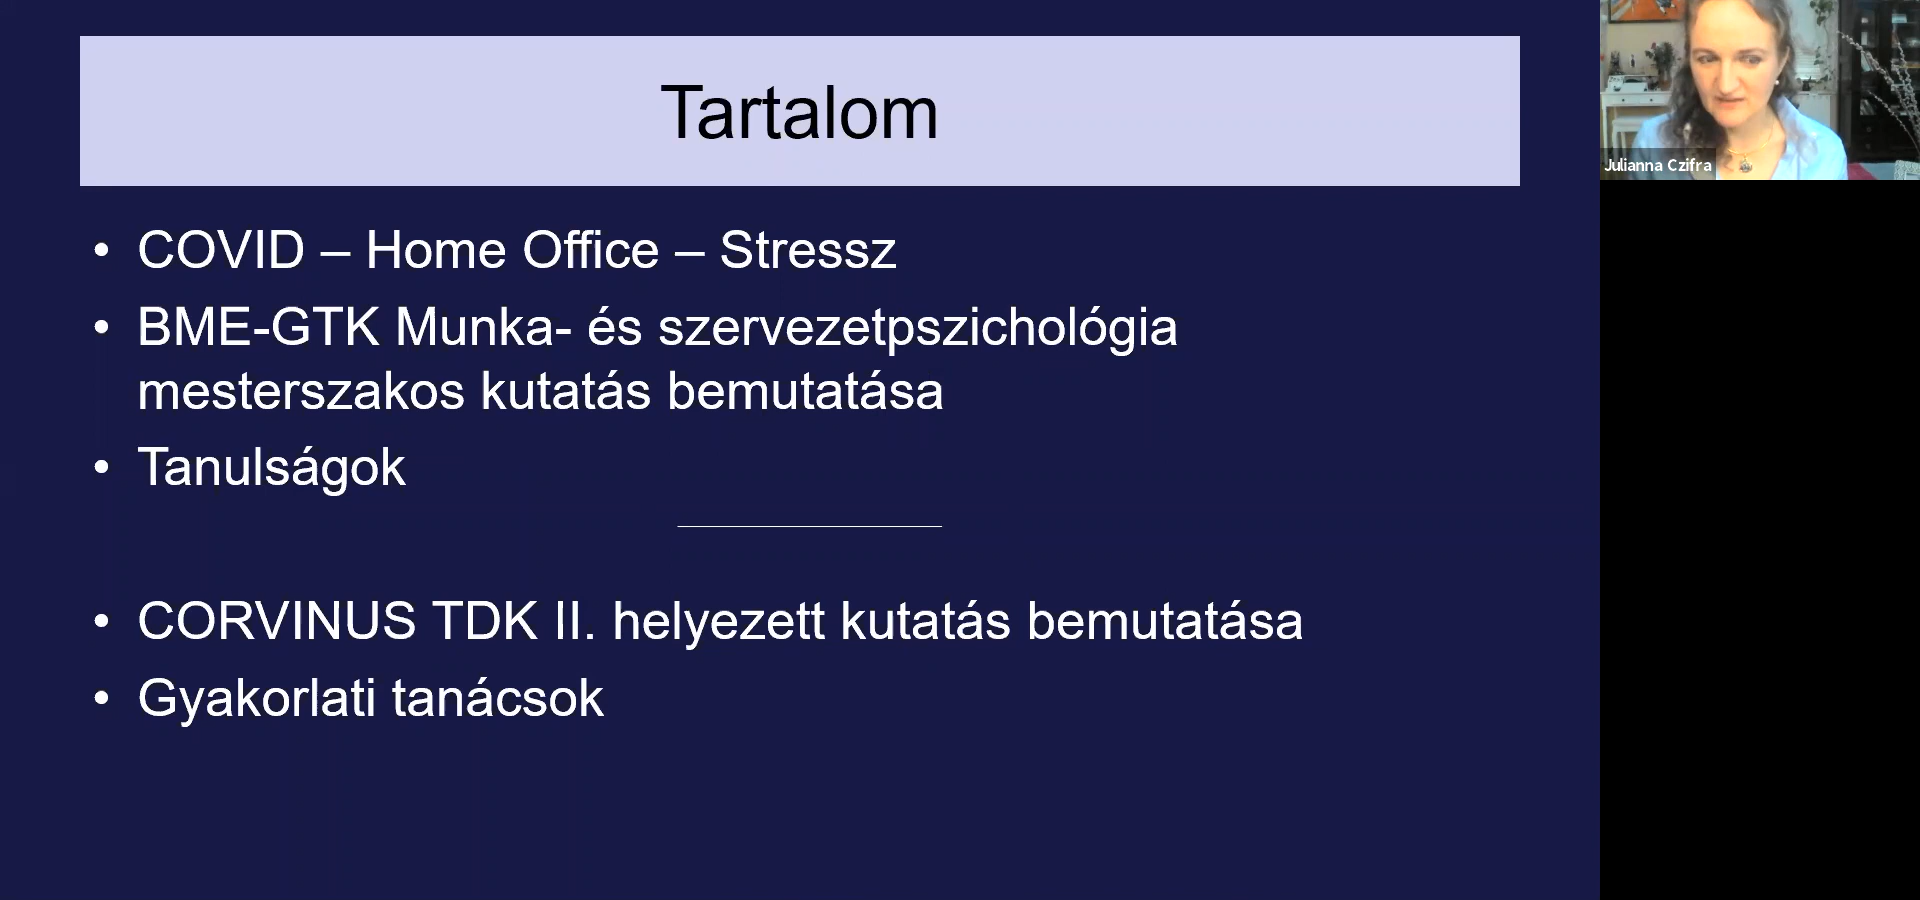 Tartalom
• COVID – Home Office – Stressz
• BME-GTK Munka- és szervezetpszichológia
mesterszakos kutatás bemutatása
• Tanulságok
• CORVINUS TDK II. helyezett kutatás bemutatása
• Gyakorlati tanácsok
Julianna Czifra